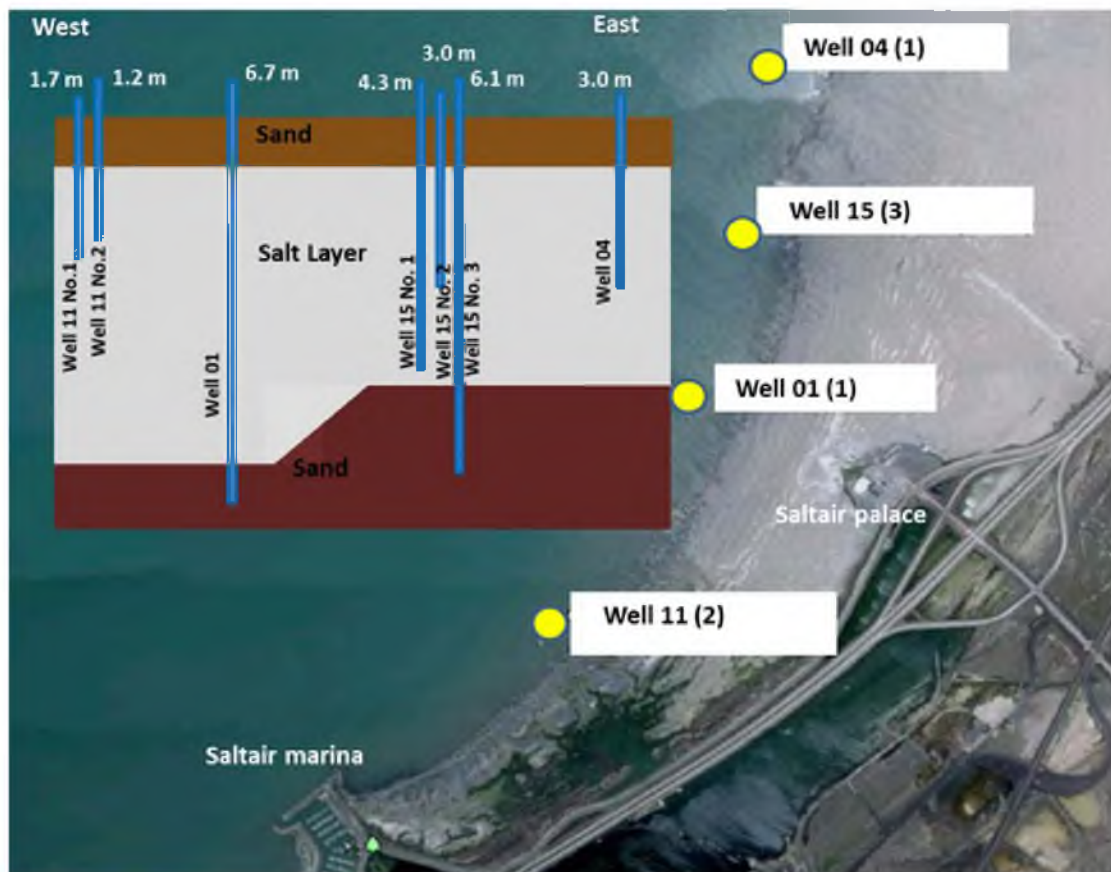 West
East
1.7 m
1.2 m
6.7 m
4.3 m
3.0 m
6.1 m
3.0 m
Sand
Salt Layer
Well 11 No.1
Well 11 No.2
Well 01
Well 15 No. 1
Well 15 No. 2
Well 15 No. 3
Well 04
Sand
Well 04 (1)
Well 15 (3)
Well 01 (1)
Saltair palace
Well 11 (2)
Saltair marina